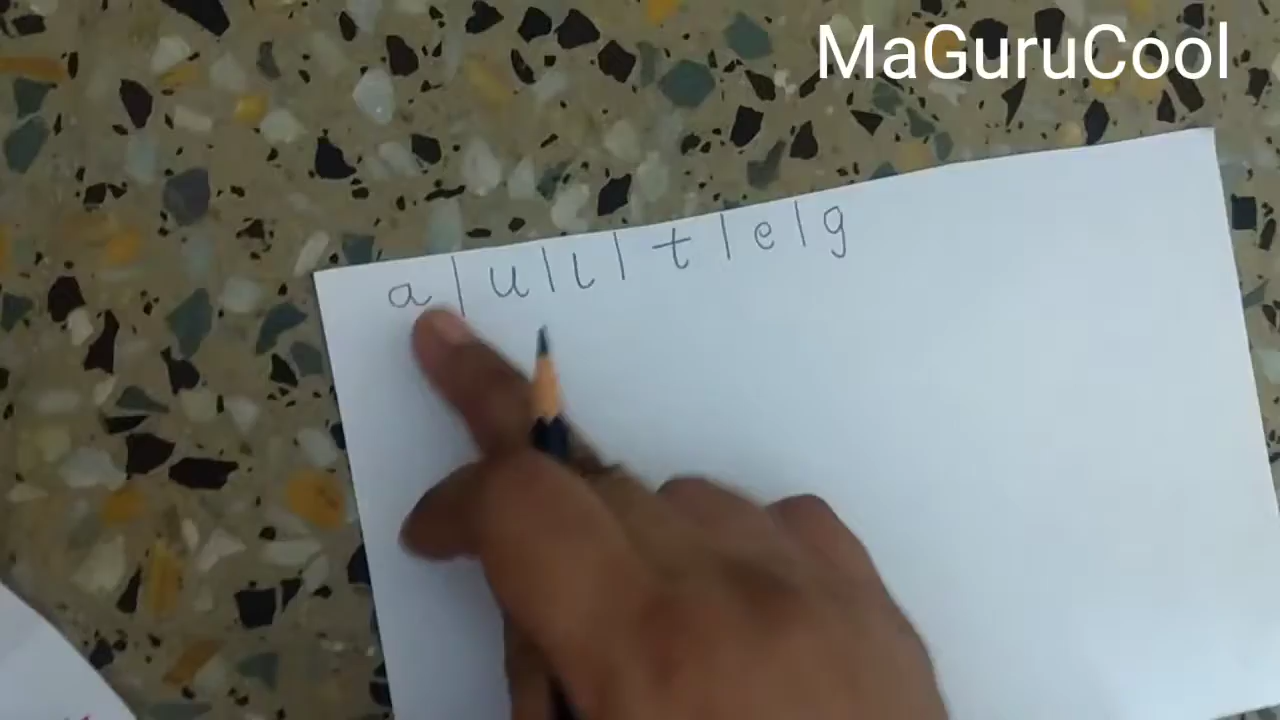 MaGuruCool
a | u | ι | t | e | g